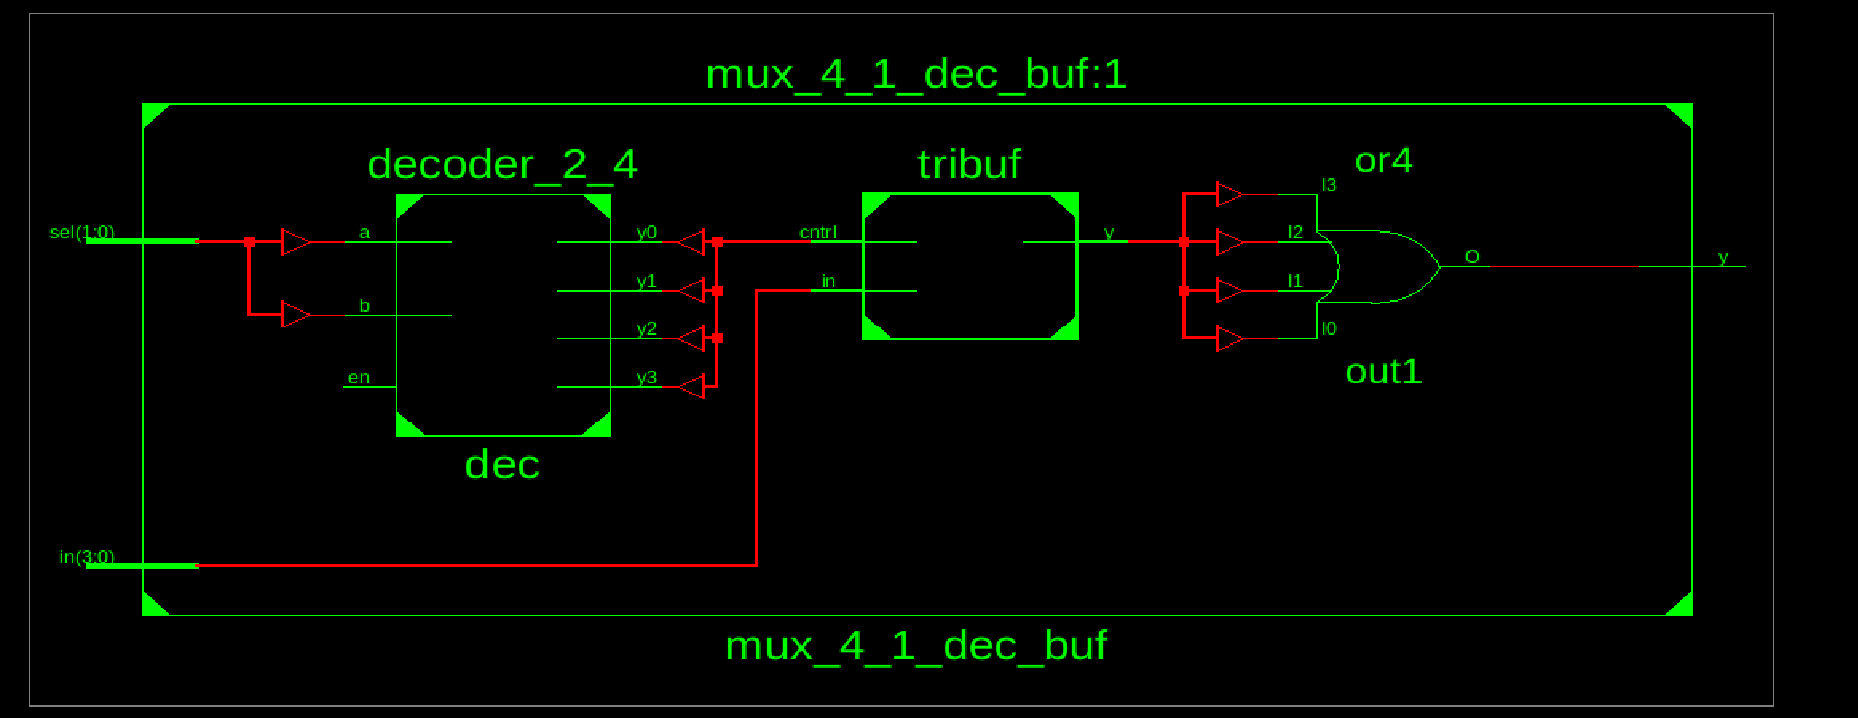 mux_4_1_dec_buf:1
decoder_2_4
tribuf
or4
I3
sel(1:0)
a
y0
cntrl
y
I2
O
y
b
y1
in
I1
y2
I0
en
y3
out1
dec
in(3:0)
mux_4_1_dec_buf